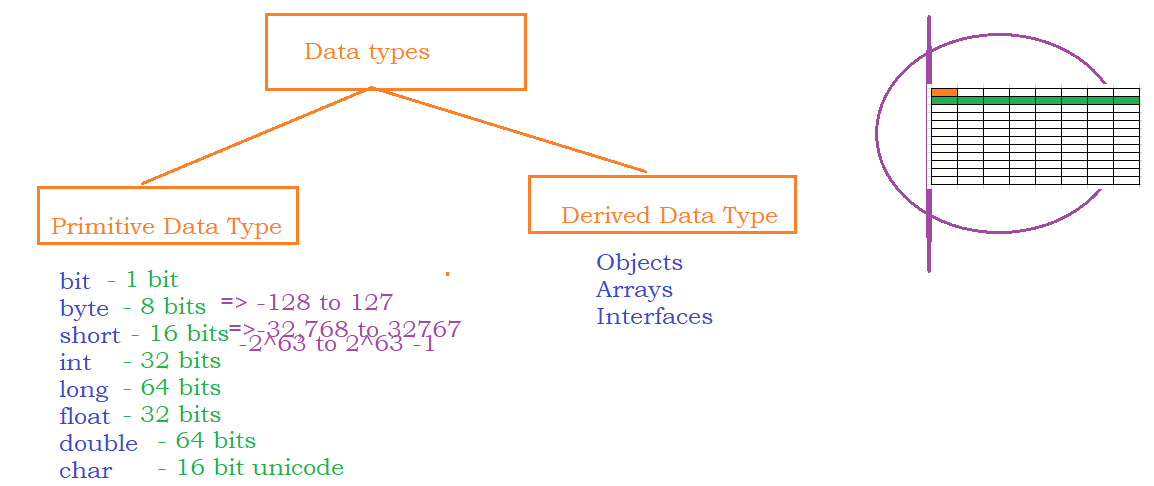 Data types
Primitive Data Type
Derived Data Type
bit - 1 bit
byte - 8 bits => -128 to 127
short - 16 bits =>-32,768 to 32767
-2^63 to 2^63 -1
int - 32 bits
long - 64 bits
float - 32 bits
double - 64 bits
char - 16 bit unicode
Objects
Arrays
Interfaces